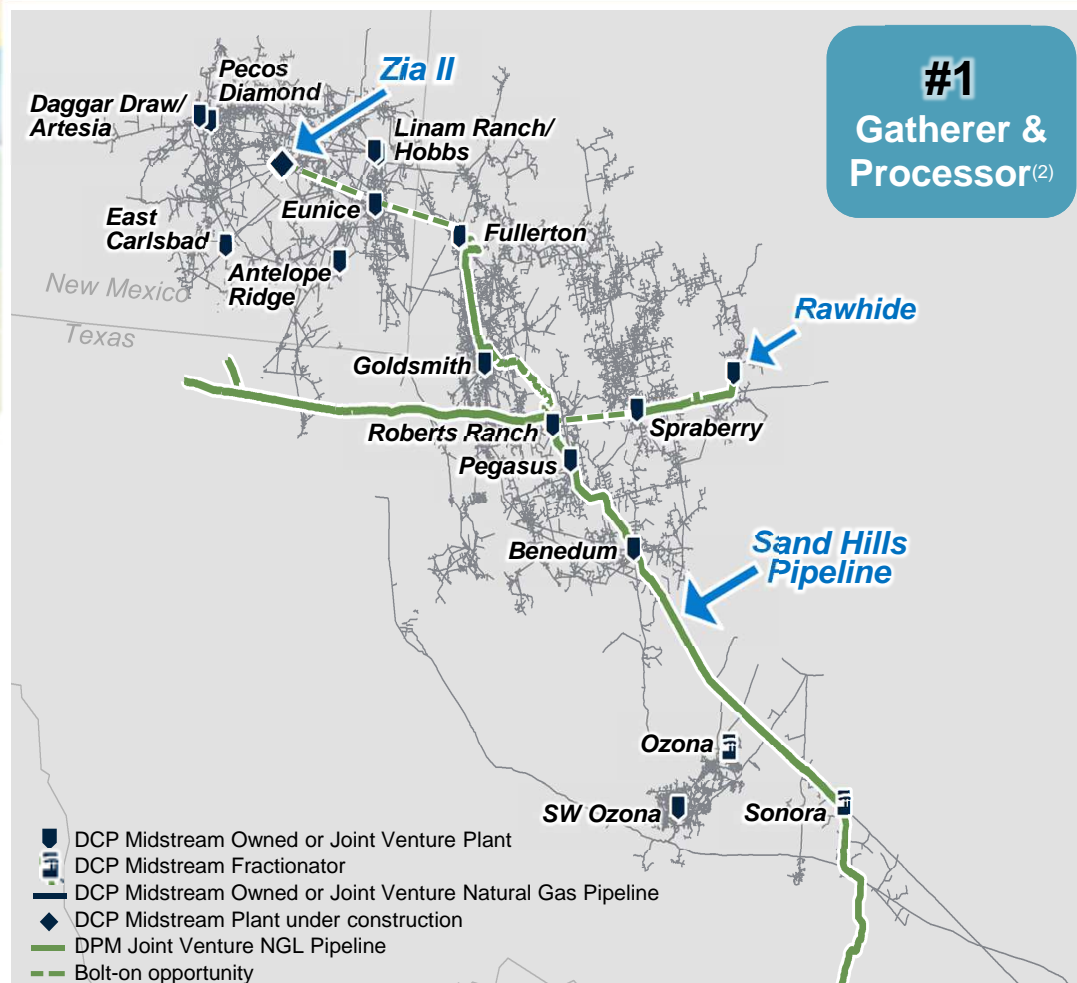 #1
Gatherer &
Processor(2)
Pecos
Diamond
Zia II
Daggar Draw/
Artesia
Linam Ranch/
Hobbs
Eunice
East
Carlsbad
Fullerton
Antelope
Ridge
New Mexico
Texas
Rawhide
Goldsmith
Roberts Ranch
Spraberry
Pegasus
Benedum
Sand Hills
Pipeline
Ozona
SW Ozona
Sonora
DCP Midstream Owned or Joint Venture Plant
DCP Midstream Fractionator
DCP Midstream Owned or Joint Venture Natural Gas Pipeline
DCP Midstream Plant under construction
DPM Joint Venture NGL Pipeline
Bolt-on opportunity